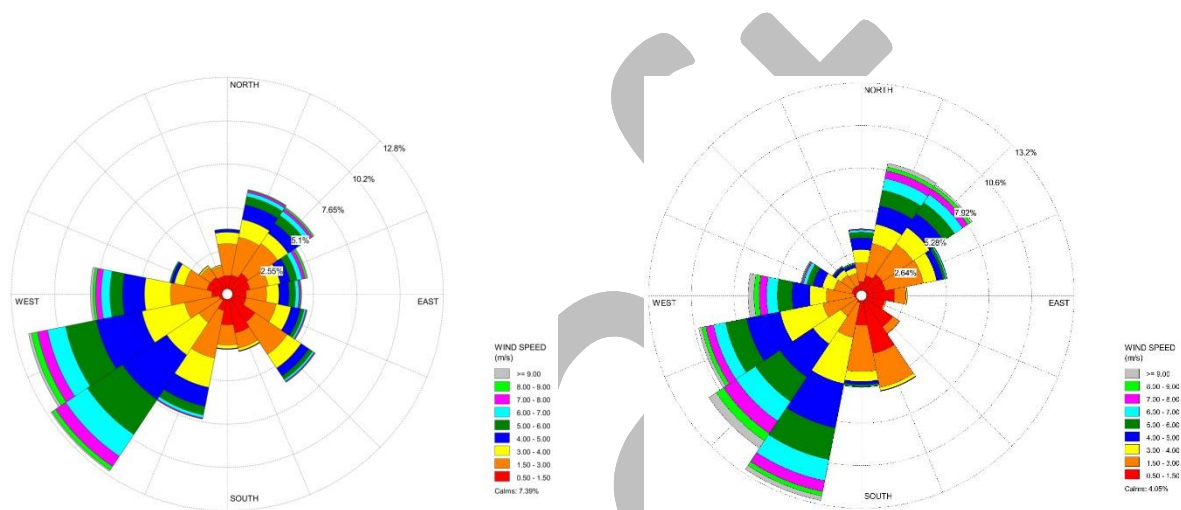 NORTH
12.8%
10.2%
7.65%
5.1%
2.55%
WEST
EAST
SOUTH
WIND SPEED
(m/s)
>= 9.00
8.00 - 9.00
7.00 - 8.00
6.00 - 7.00
5.00 - 6.00
4.00 - 5.00
3.00 - 4.00
1.50 - 3.00
0.50 - 1.50
Calms: 7.39%
NORTH
13.2%
10.6%
7.92%
5.28%
2.64%
WEST
EAST
SOUTH
WIND SPEED
(m/s)
>= 9.00
8.00 - 9.00
7.00 - 8.00
6.00 - 7.00
5.00 - 6.00
4.00 - 5.00
3.00 - 4.00
1.50 - 3.00
0.50 - 1.50
Calms: 4.05%